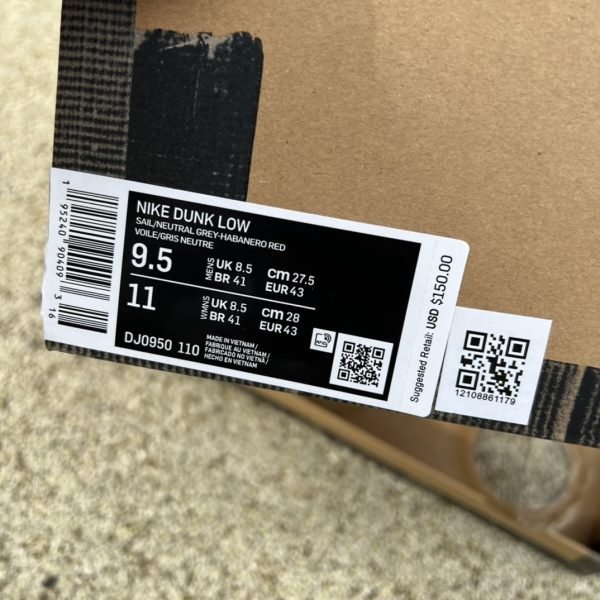 NIKE DUNK LOW
SAIL/NEUTRAL GREY-HABANERO RED
VOILE/GRIS NEUTRE
9.5 MENS UK 8.5 cm 27.5
BR 41 EUR 43
11 WMNS UK 8.5 cm 28
BR 41 EUR 43
DJ0950 110
MADE IN VIETNAM /
FABRIQUE AU VIETNAM /
FABRICADO NO VIETNÃ /
HECHO EN VIETNAM
RFID
Suggested Retail: USD $150.00
1 95240 90409 3 16
12108861179